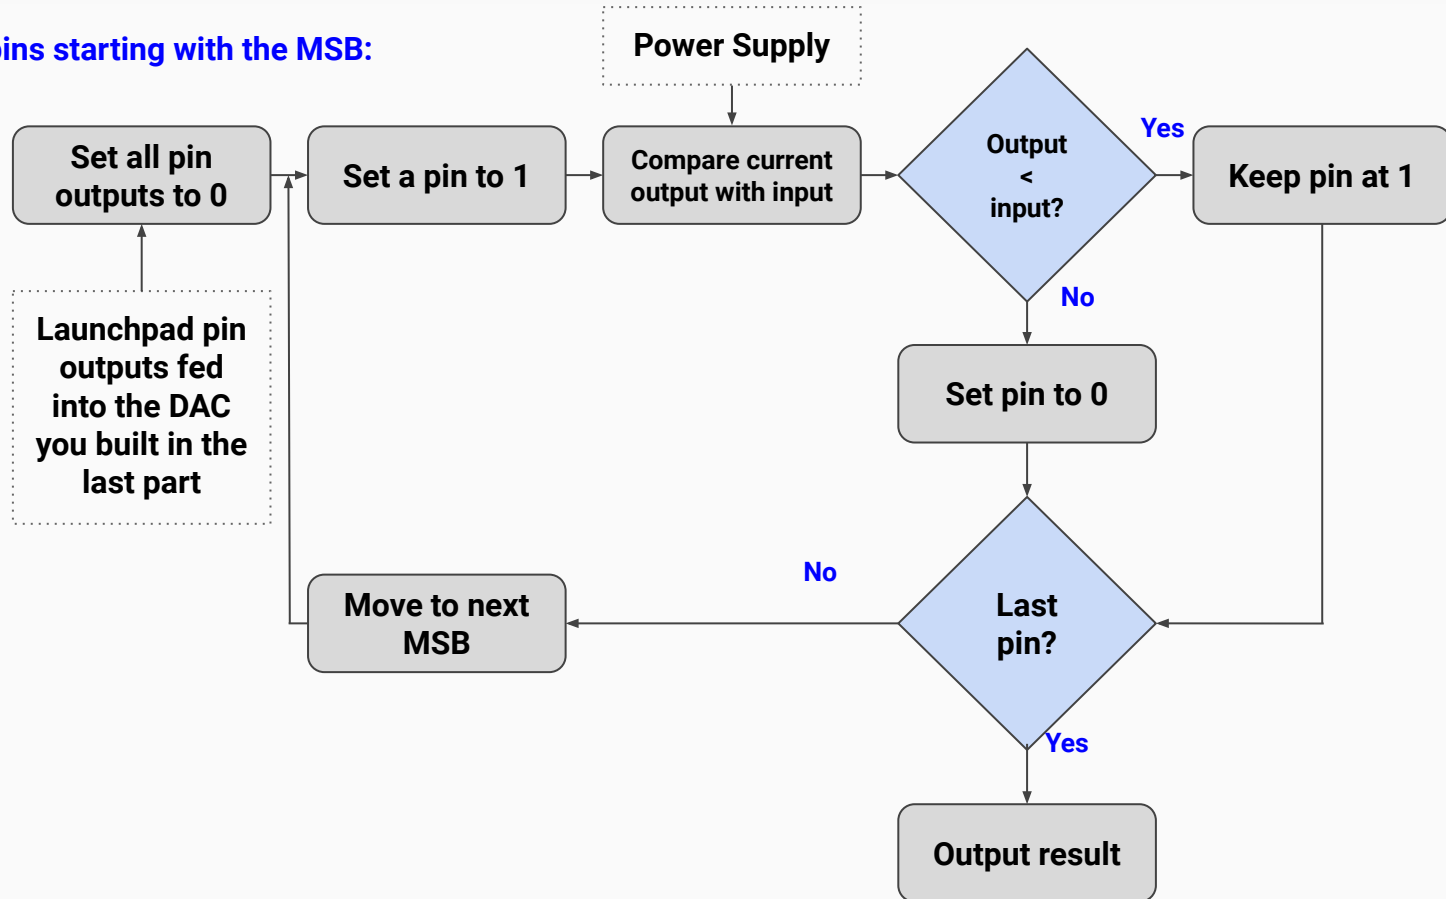 ins starting with the MSB:
Power Supply
Set all pin
outputs to 0
Set a pin to 1
Compare current
output with input
Output
<
input?
Yes
Keep pin at 1
No
Set pin to 0
Launchpad pin
outputs fed
into the DAC
you built in the
last part
Last
pin?
No
Move to next
MSB
Yes
Output result